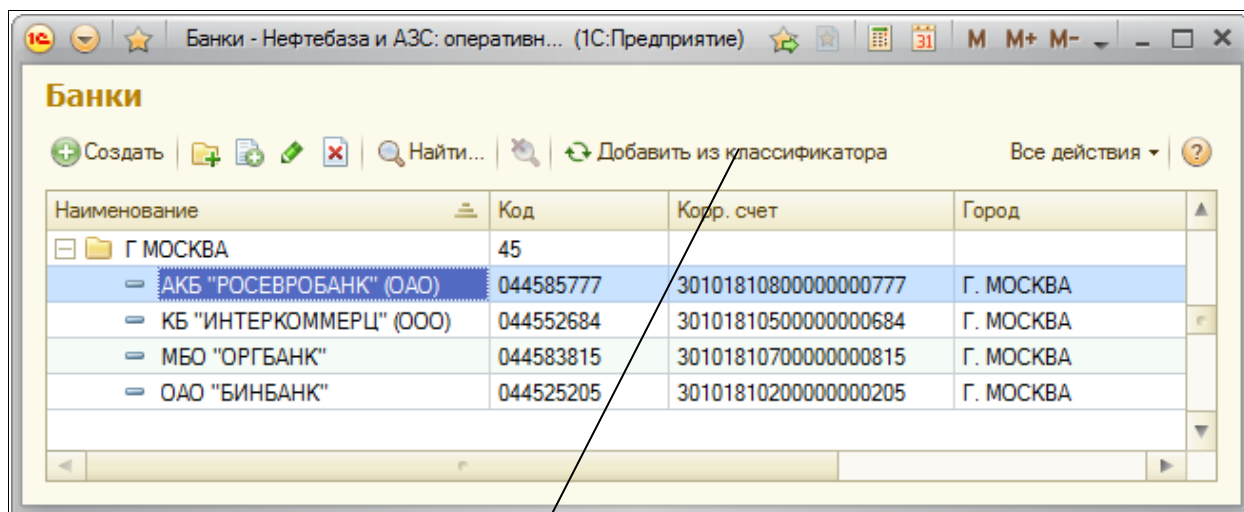 1С Банки - Нефтебаза и АЗС: оперативн... (1С:Предприятие) 31 M M+ M-
Банки
Создать Найти... Добавить из классификатора Все действия ?
Наименование Код Корр. счет Город
Г МОСКВА 45
АКБ "РОСЕВРОБАНК" (ОАО) 044585777 30101810800000000777 Г. МОСКВА
КБ "ИНТЕРКОММЕРЦ" (ООО) 044552684 30101810500000000684 Г. МОСКВА
МБО "ОРГБАНК" 044583815 30101810700000000815 Г. МОСКВА
ОАО "БИНБАНК" 044525205 30101810200000000205 Г. МОСКВА